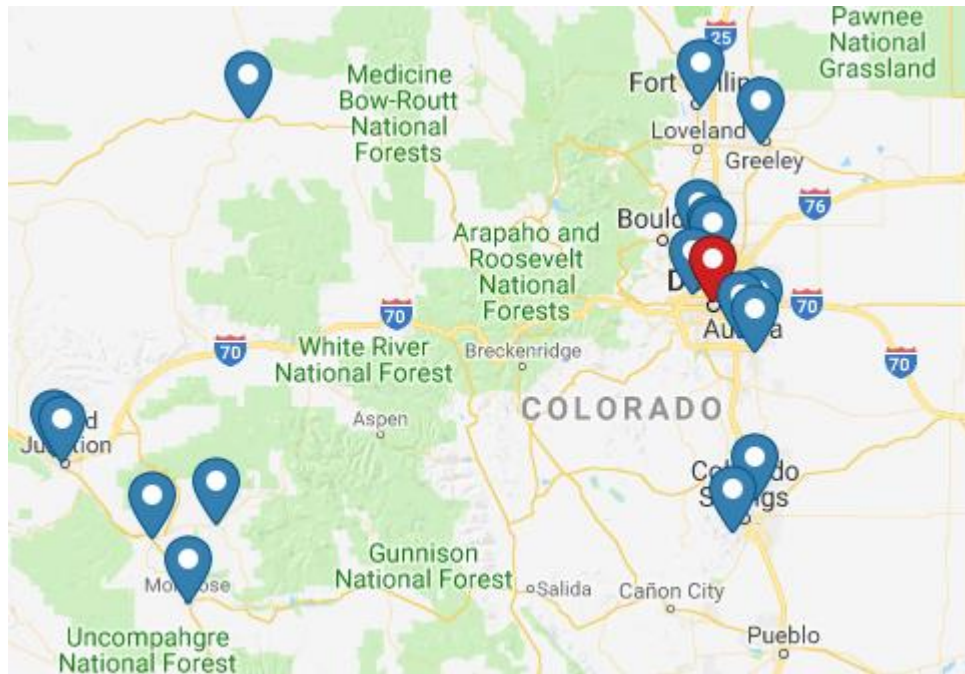 Pawnee
National
Grassland
25
Medicine
Bow-Routt
National
Forests
Fort
Loveland
Greeley
76
Arapaho and
Roosevelt
National
Forests
70
70
70
70
White River
National Forest
Breckenridge
Aspen
COLORADO
Gunnison
National Forest
Salida
Cañon City
Pueblo
Uncompahgre
National Forest